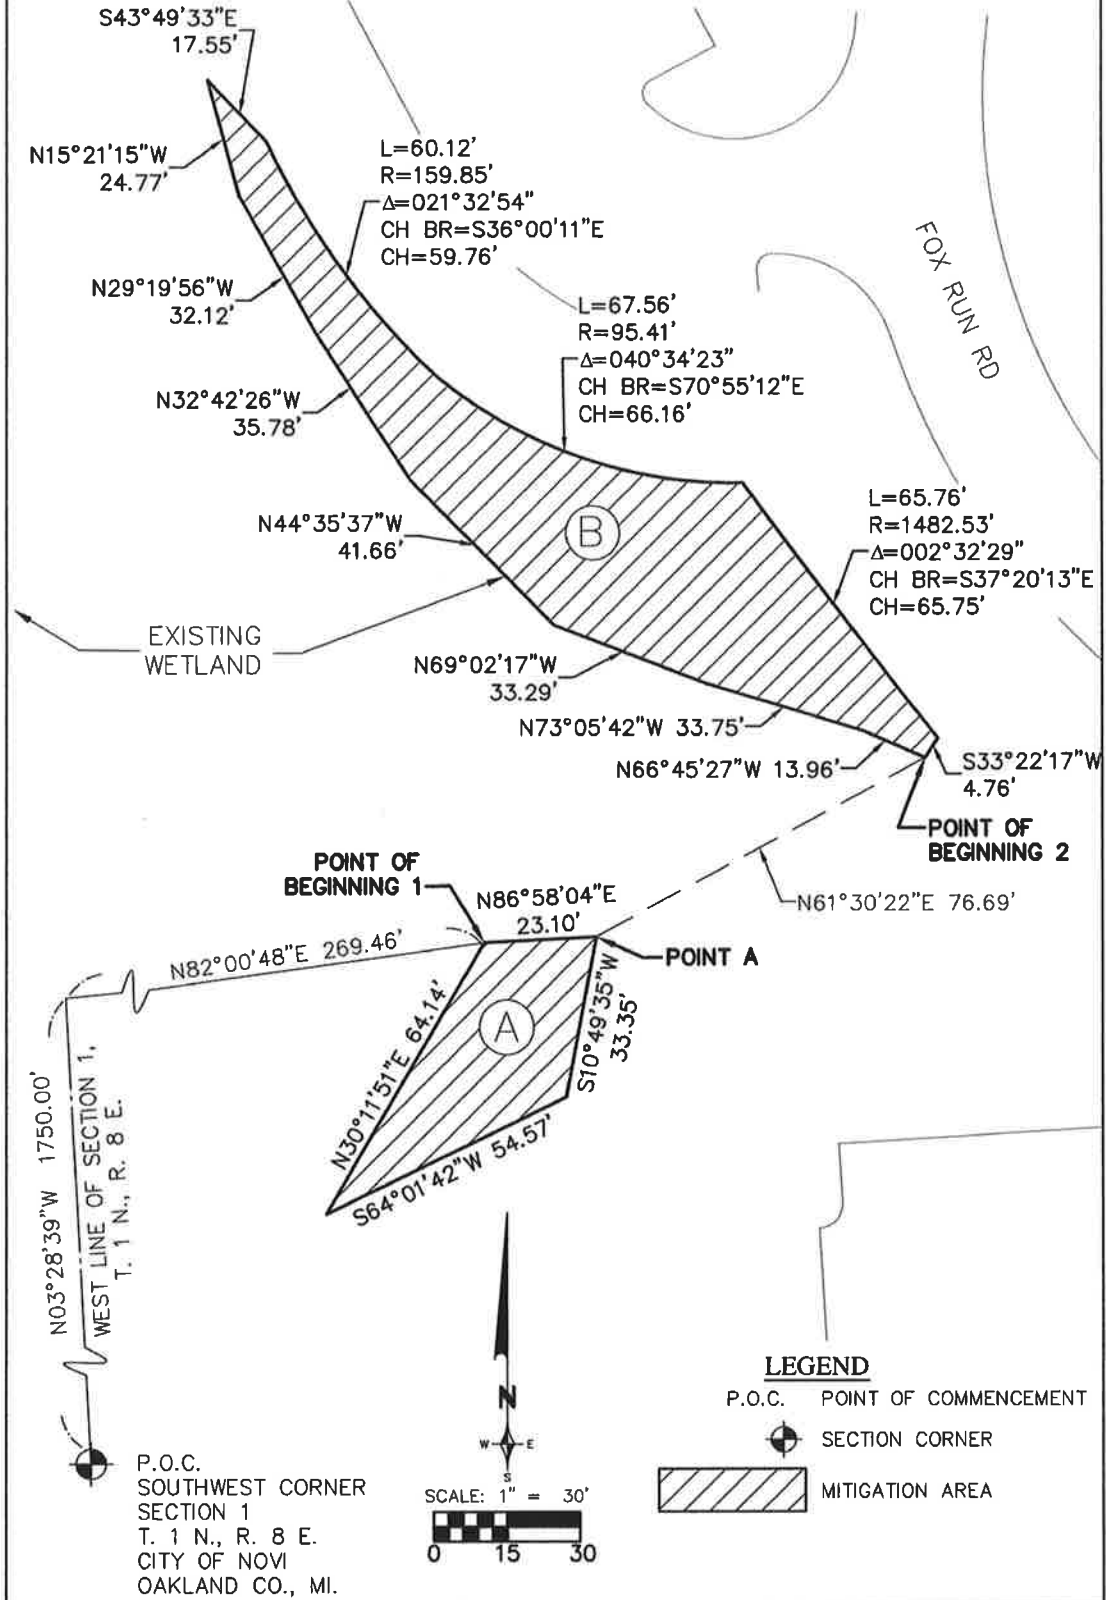 S43°49'33"E
17.55'
N15°21'15"W
24.77'
L=60.12'
R=159.85'
Δ=021°32'54"
CH BR=S36°00'11"E
CH=59.76'
FOX RUN RD
N29°19'56"W
32.12'
L=67.56'
R=95.41'
Δ=040°34'23"
CH BR=S70°55'12"E
CH=66.16'
N32°42'26"W
35.78'
L=65.76'
R=1482.53'
Δ=002°32'29"
CH BR=S37°20'13"E
CH=65.75'
N44°35'37"W
41.66'
B
EXISTING
WETLAND
N69°02'17"W
33.29'
N73°05'42"W 33.75'
N66°45'27"W 13.96'
S33°22'17"W
4.76'
POINT OF
BEGINNING 2
POINT OF
BEGINNING 1
N86°58'04"E
23.10'
N61°30'22"E 76.69'
N82°00'48"E 269.46'
POINT A
A
N30°11'51"E 64.14'
S10°49'35"W
33.35'
S64°01'42"W 54.57'
N03°28'39"W 1750.00'
WEST LINE OF SECTION 1,
T. 1 N., R. 8 E.
N
W E
S
SCALE: 1" = 30'
0 15 30
LEGEND
P.O.C. POINT OF COMMENCEMENT
SECTION CORNER
MITIGATION AREA
P.O.C.
SOUTHWEST CORNER
SECTION 1
T. 1 N., R. 8 E.
CITY OF NOVI
OAKLAND CO., MI.